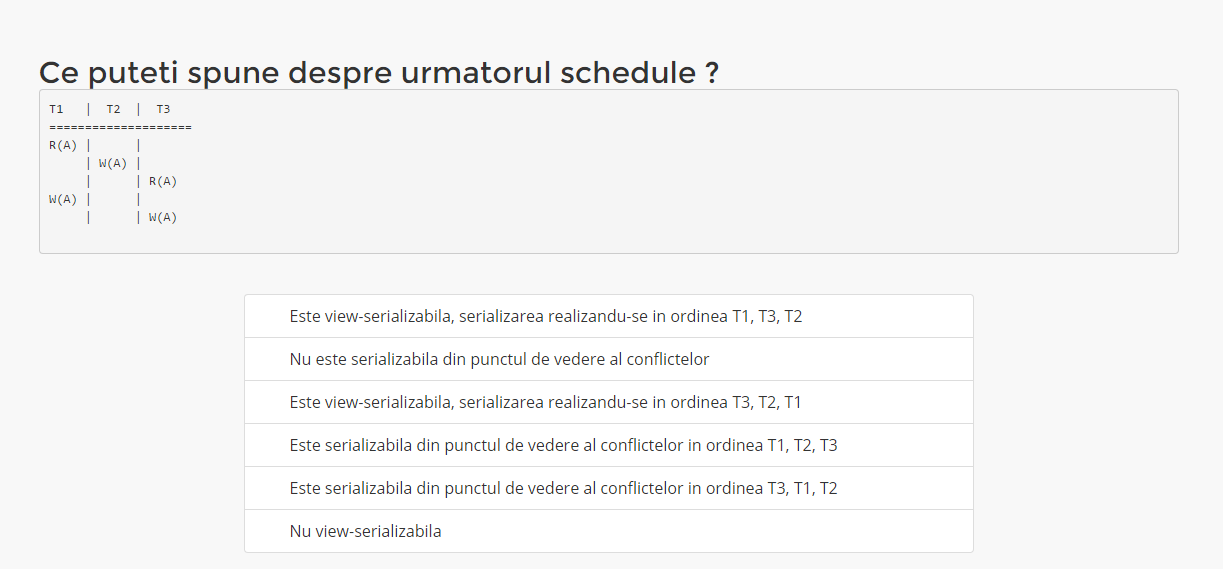 Ce puteti spune despre urmatorul schedule ?
T1   |  T2  |  T3
====================
R(A) |      |
     | W(A) |
     |      | R(A)
W(A) |      |
     |      | W(A)
Este view-serializabila, serializarea realizandu-se in ordinea T1, T3, T2
Nu este serializabila din punctul de vedere al conflictelor
Este view-serializabila, serializarea realizandu-se in ordinea T3, T2, T1
Este serializabila din punctul de vedere al conflictelor in ordinea T1, T2, T3
Este serializabila din punctul de vedere al conflictelor in ordinea T3, T1, T2
Nu view-serializabila